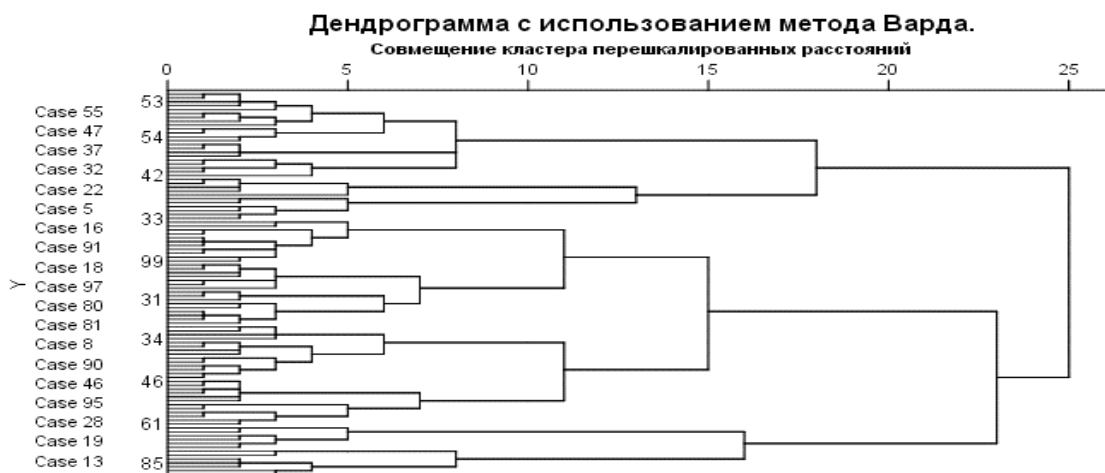 Дендрограмма с использованием метода Варда.
Совмещение кластера перешкалированных расстояний
0 5 10 15 20 25
53
Case 55
Case 47
54
Case 37
Case 32
42
Case 22
Case 5
33
Case 16
Case 91
99
Case 18
Y
Case 97
31
Case 80
Case 81
34
Case 8
Case 90
46
Case 46
Case 95
61
Case 28
Case 19
Case 13
85